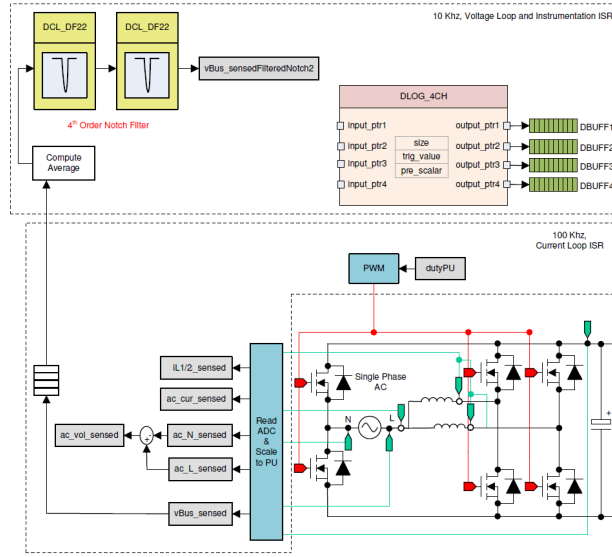 10 Khz, Voltage Loop and Instrumentation ISR
DCL_DF22
DCL_DF22
vBus_sensedFilteredNotch2
4th Order Notch Filter
DLOG_4CH
input_ptr1
input_ptr2
input_ptr3
input_ptr4
size
trig_value
pre_scalar
output_ptr1
output_ptr2
output_ptr3
output_ptr4
DBUFF1
DBUFF2
DBUFF3
DBUFF4
Compute
Average
100 Khz,
Current Loop ISR
PWM
dutyPU
iL1/2_sensed
ac_cur_sensed
ac_vol_sensed
ac_N_sensed
ac_L_sensed
vBus_sensed
Read
ADC
&
Scale
to PU
Single Phase
AC
N
L
+